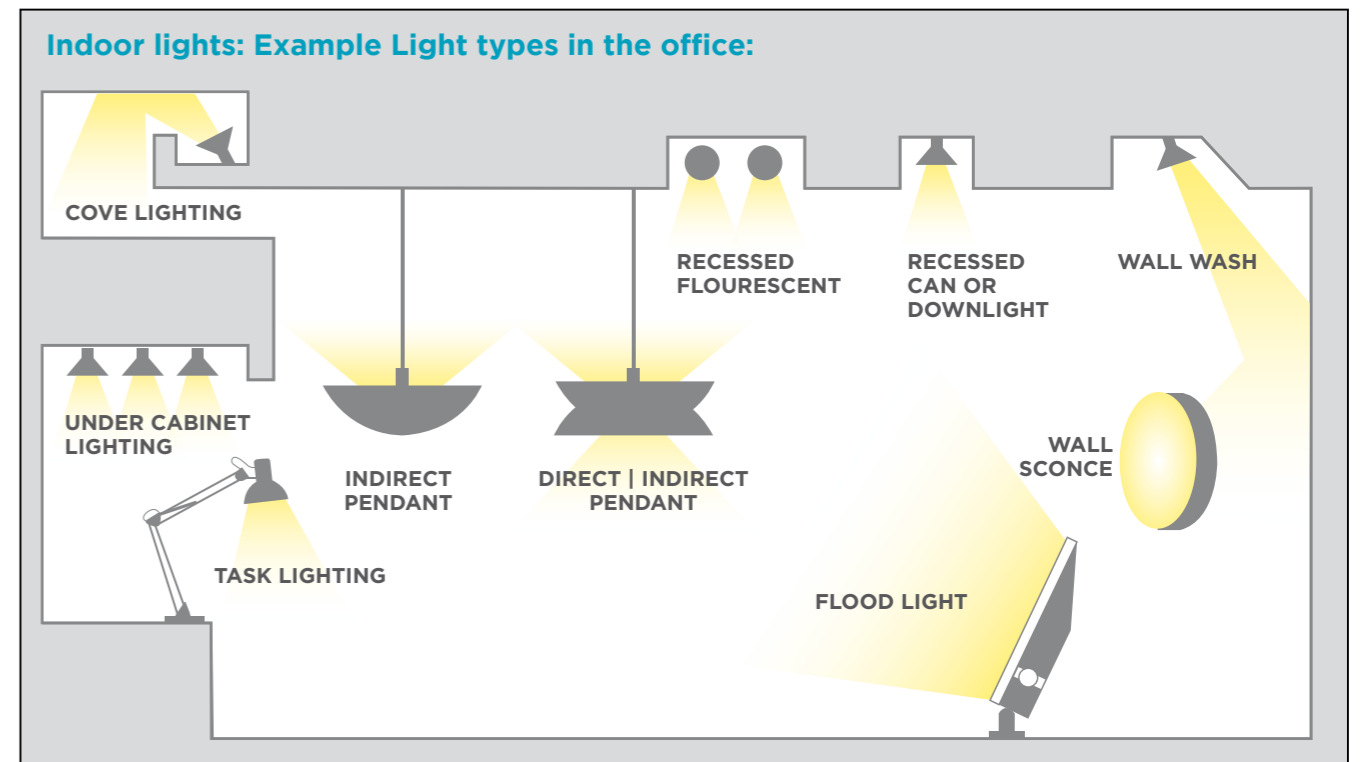 Indoor lights: Example Light types in the office:
COVE LIGHTING
RECESSED
FLOURESCENT
RECESSED
CAN OR
DOWNLIGHT
WALL WASH
UNDER CABINET
LIGHTING
INDIRECT
PENDANT
DIRECT | INDIRECT
PENDANT
WALL
SCONCE
TASK LIGHTING
FLOOD LIGHT